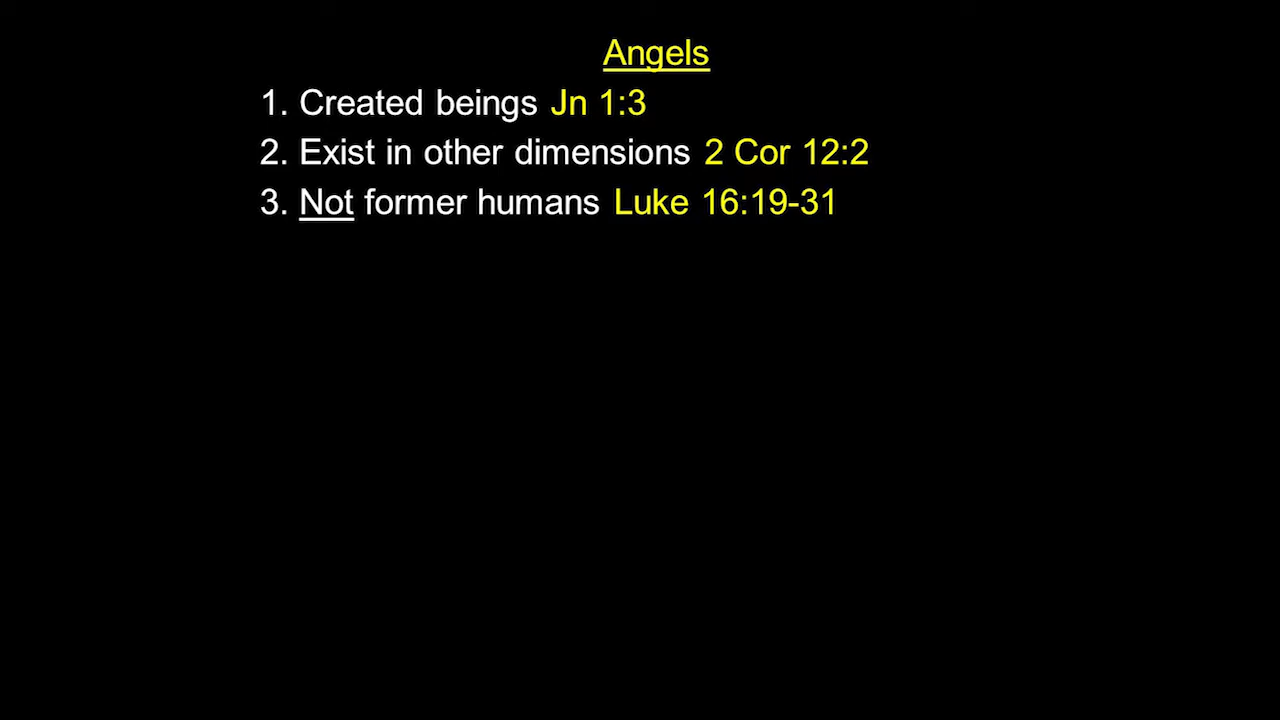 Angels
1. Created beings Jn 1:3
2. Exist in other dimensions 2 Cor 12:2
3. Not former humans Luke 16:19-31